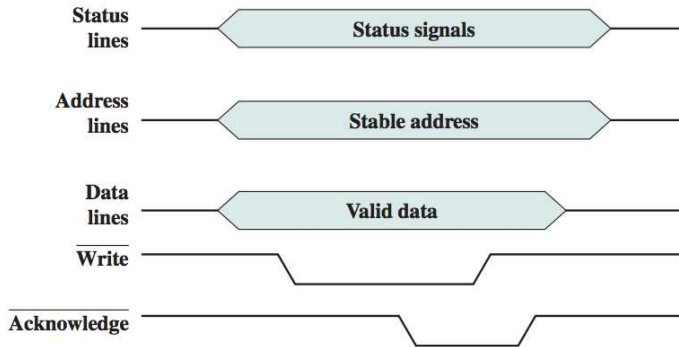 Status
lines
Status signals
Address
lines
Stable address
Data
lines
Valid data
Write
Acknowledge